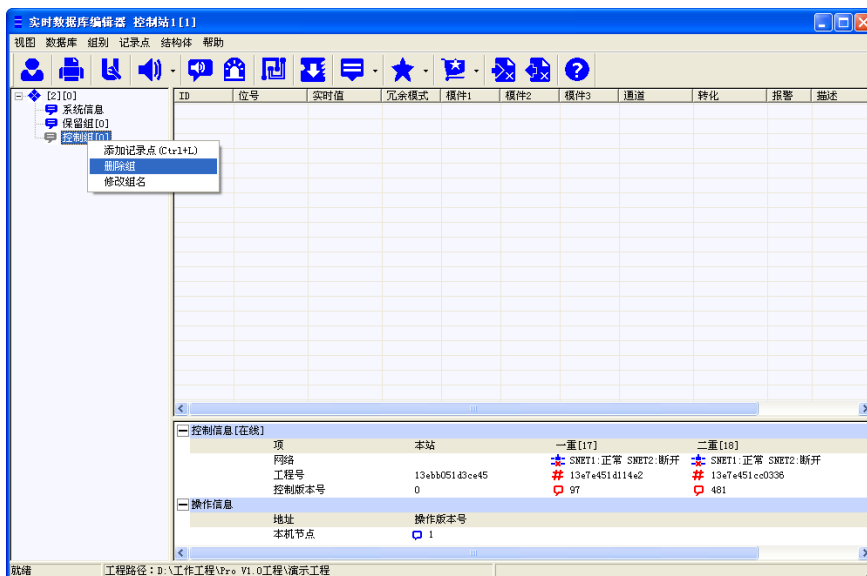 实时数据库编辑器 控制站1[1]
视图 数据库 组别 记录点 结构体 帮助
[2][0]
系统信息
保留组[0]
控制组[0]
添加记录点(Ctrl+L)
删除组
修改组名
ID 位号 实时值 冗余模式 模件1 模件2 模件3 通道 转化 报警 描述
控制信息[在线]
项 本站 一重[17] 二重[18]
网络 SNET1:正常 SNET2:断开 SNET1:正常 SNET2:断开
工程号 13ebb051d3ce45 13e7e451d114e2 13e7e451cc0336
控制版本号 0 97 481
操作信息
地址 操作版本号
本机节点 1
就绪 工程路径:D:\工作工程\Pro V1.0工程\演示工程